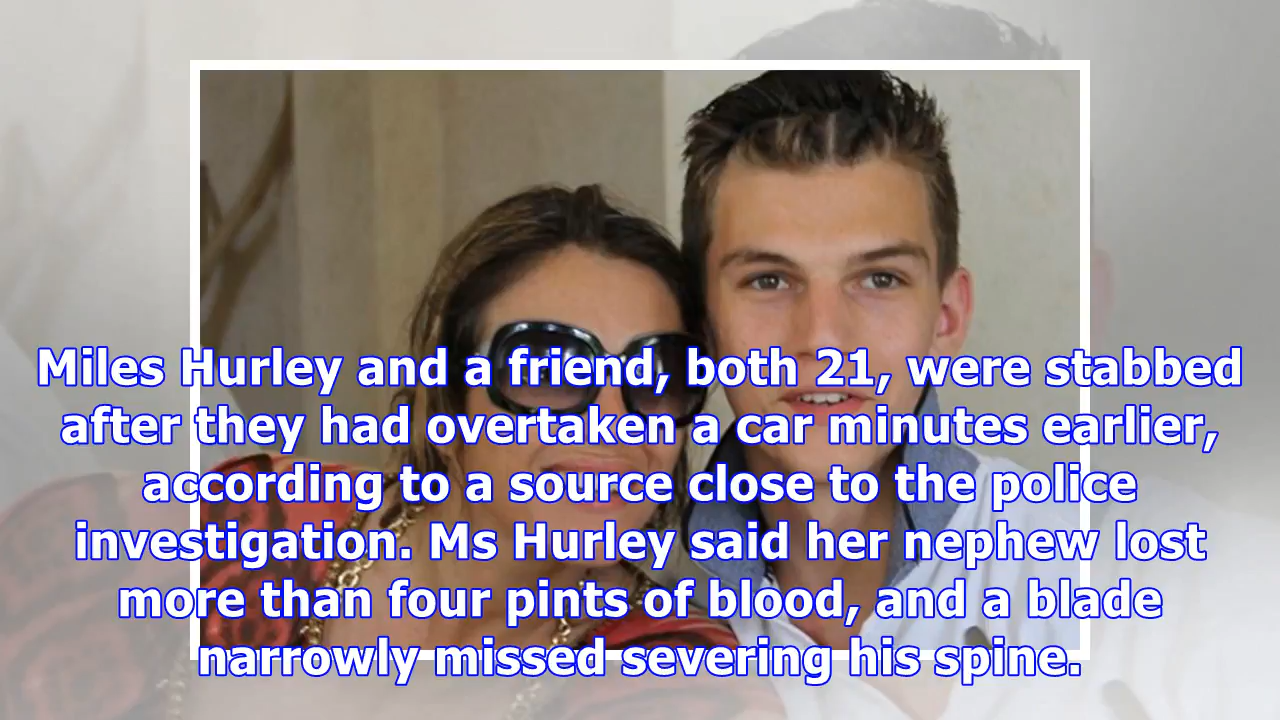 Miles Hurley and a friend, both 21, were stabbed
after they had overtaken a car minutes earlier,
according to a source close to the police
investigation. Ms Hurley said her nephew lost
more than four pints of blood, and a blade
narrowly missed severing his spine.